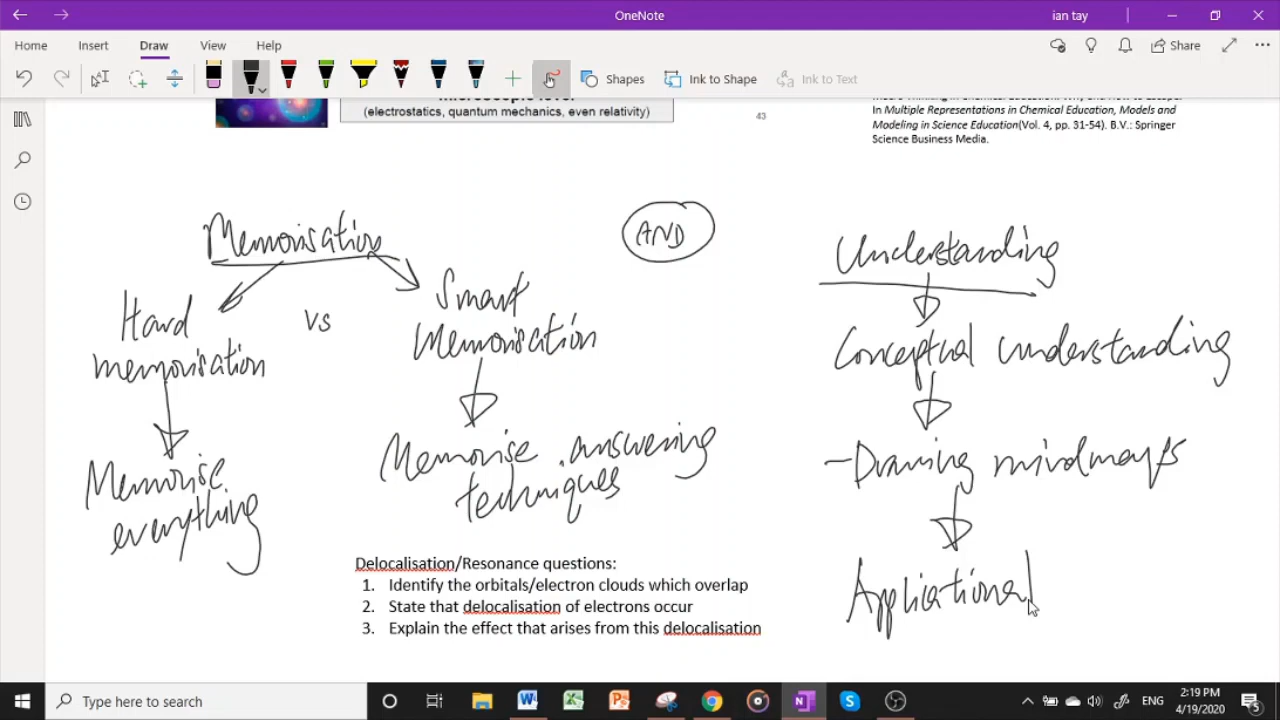 OneNote
ian tay
Home
Insert
Draw
View
Help
Share
Shapes
Ink to Shape
Ink to Text
microscopic level
(electrostatics, quantum mechanics, even relativity)
43
In Multiple Representations in Chemical Education, Models and
Modeling in Science Education(Vol. 4, pp. 31-54). B.V.: Springer
Science Business Media.
Memorisation
AND
Understanding
Hard
memorisation
vs
Smart
Memorisation
Conceptual understanding
Memorise
everything
Memorise answering
techniques
-Drawing mindmaps
Applicational
Delocalisation/Resonance questions:
1. Identify the orbitals/electron clouds which overlap
2. State that delocalisation of electrons occur
3. Explain the effect that arises from this delocalisation
Type here to search
ENG
2:19 PM
4/19/2020
5